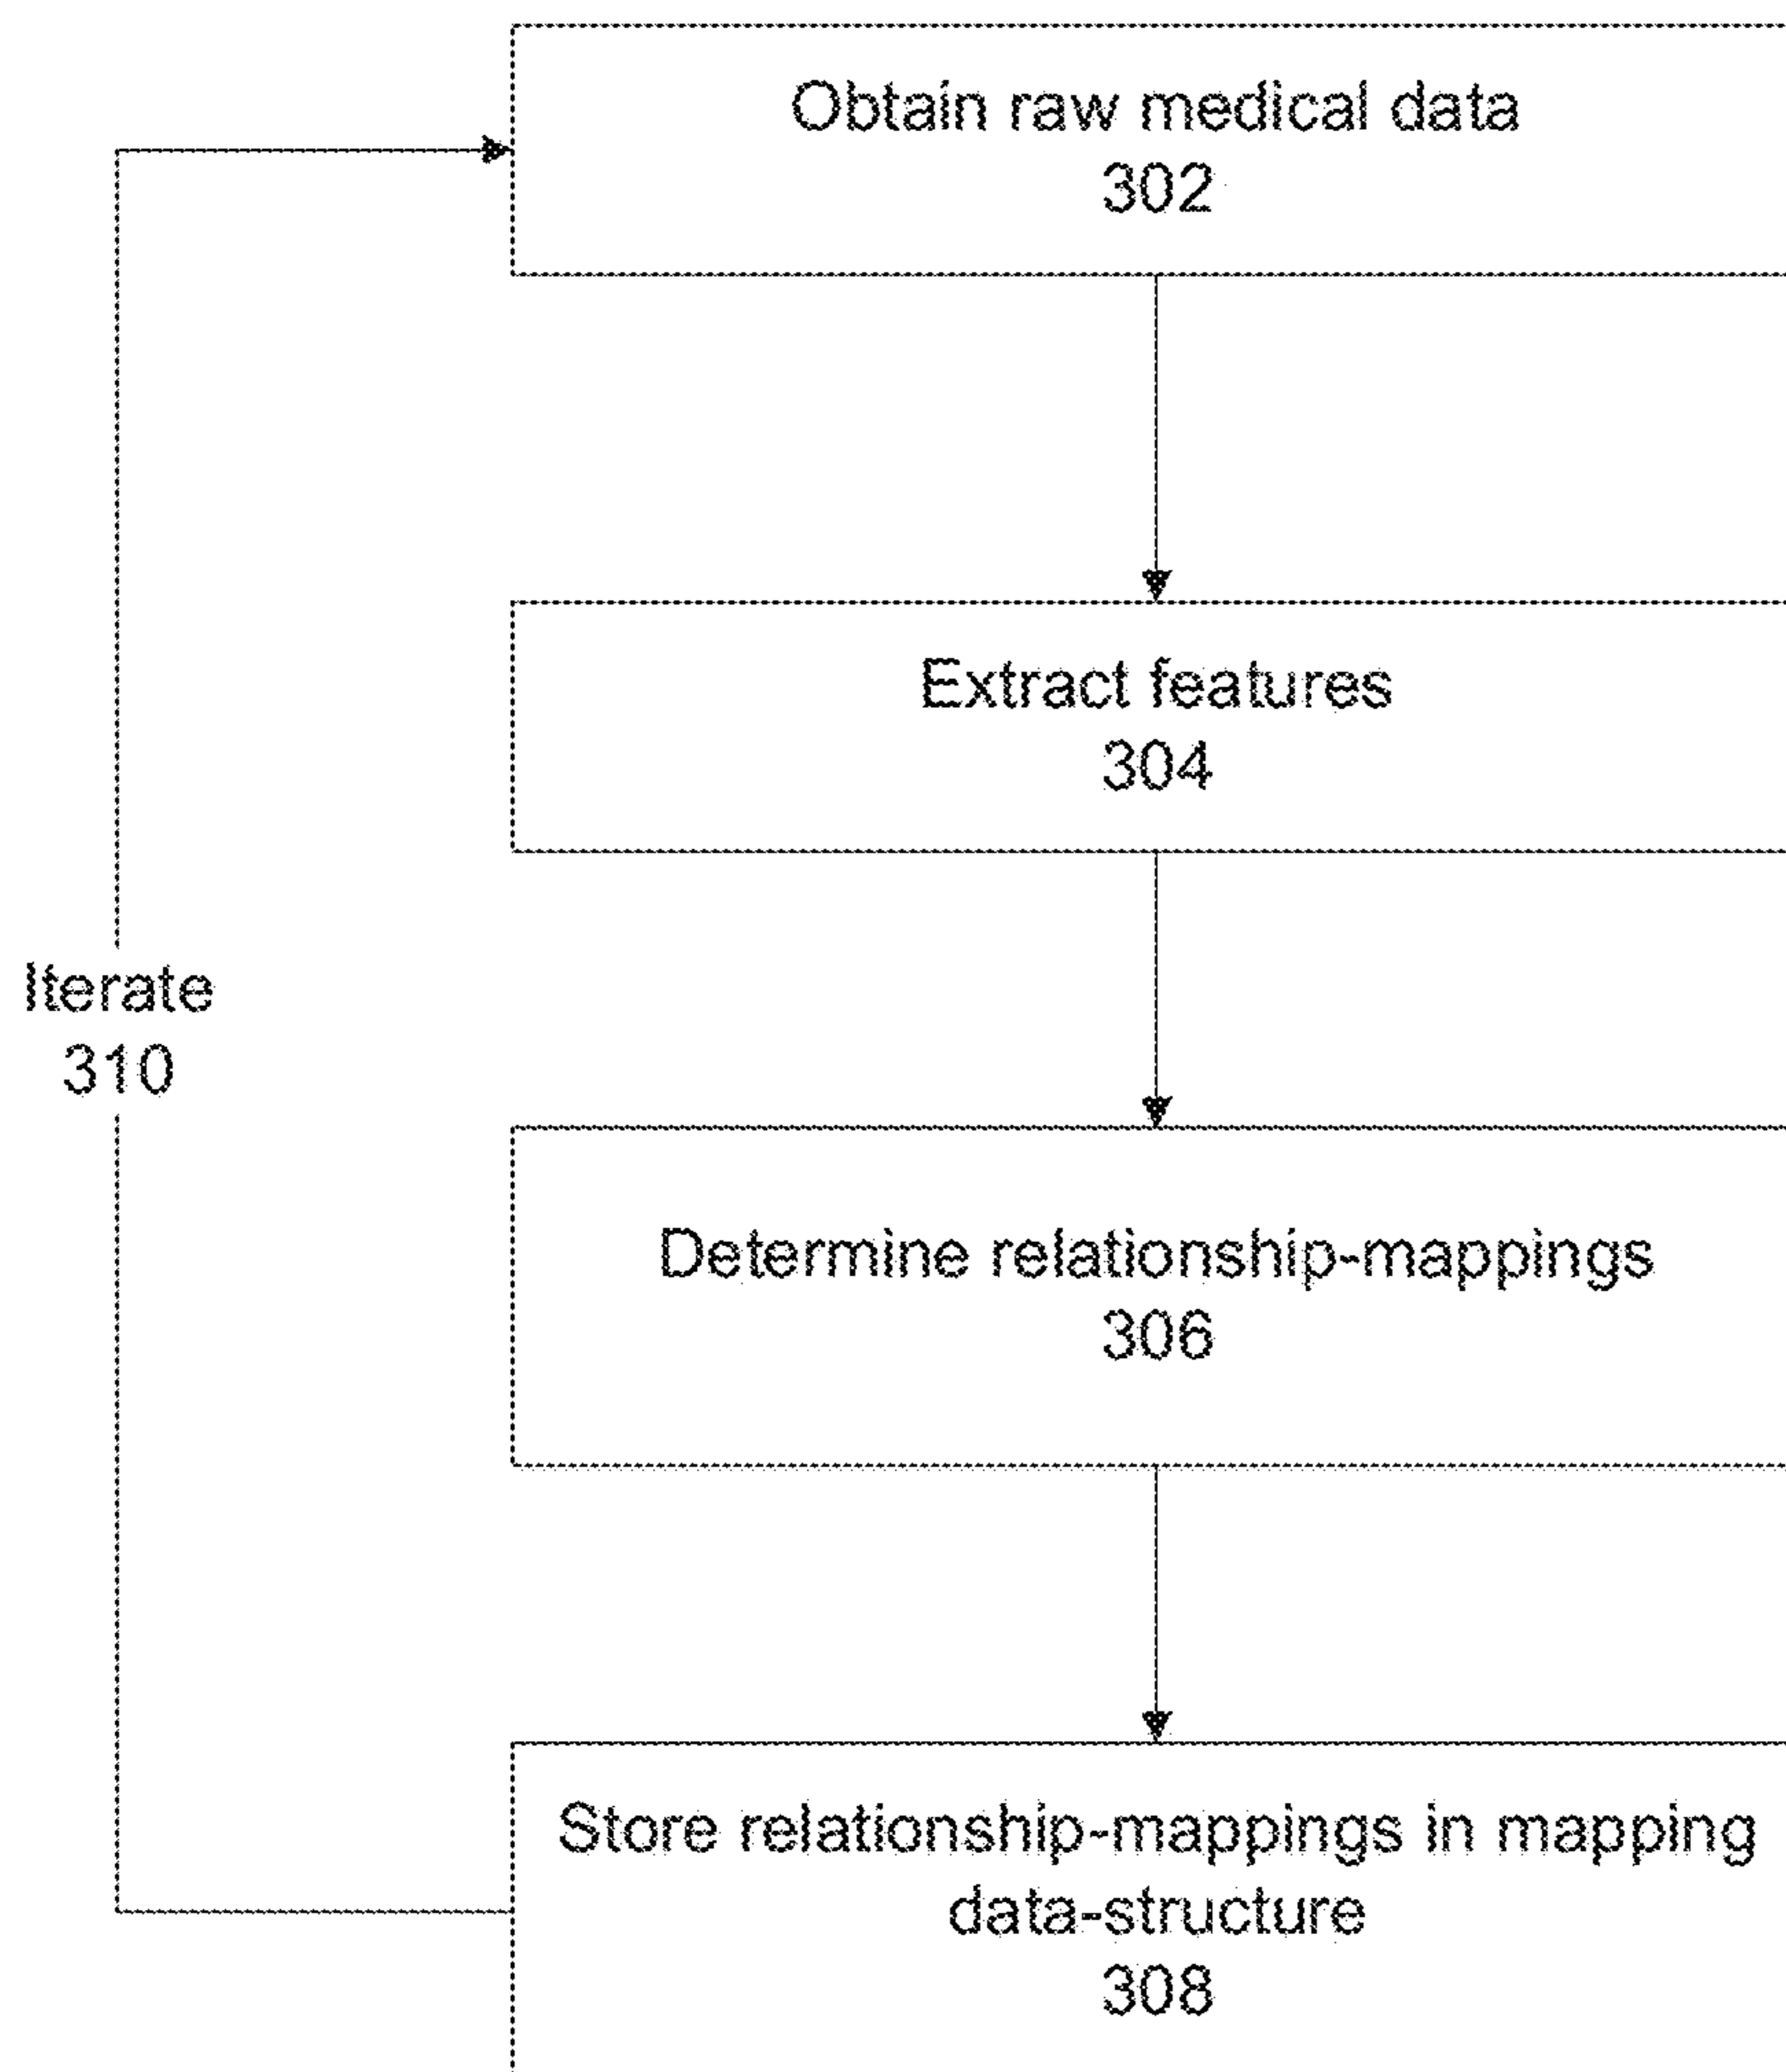 Obtain raw medical data
302
Extract features
304
Iterate
310
Determine relationship-mappings
306
Store relationship-mappings in mapping
data-structure
308